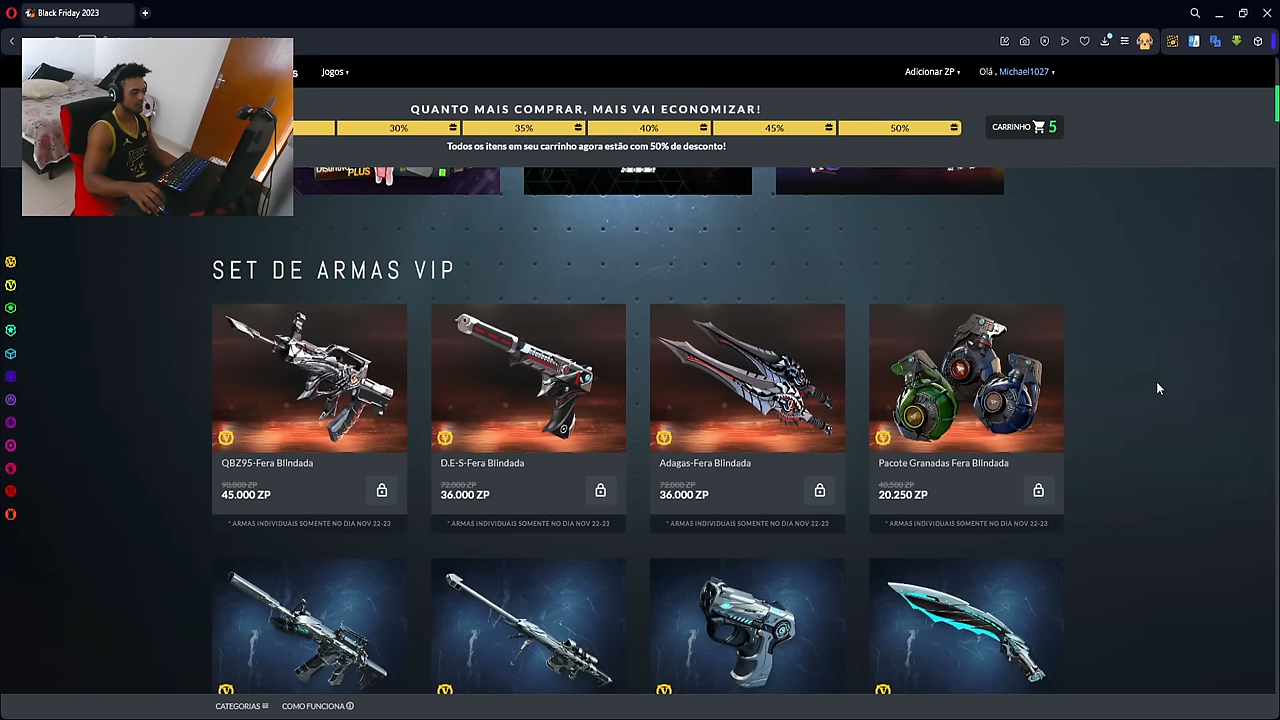 Black Friday 2023
s
Jogos
Adicionar ZP
Olá , Michael1027
QUANTO MAIS COMPRAR, MAIS VAI ECONOMIZAR!
30%
35%
40%
45%
50%
CARRINHO 5
Todos os itens em seu carrinho agora estão com 50% de desconto!
PLUS
SET DE ARMAS VIP
QBZ95-Fera Blindada
D.E-S-Fera Blindada
Adagas-Fera Blindada
Pacote Granadas Fera Blindada
90.000 ZP
72.000 ZP
72.000 ZP
40.500 ZP
45.000 ZP
36.000 ZP
36.000 ZP
20.250 ZP
* ARMAS INDIVIDUAIS SOMENTE NO DIA NOV 22-23
* ARMAS INDIVIDUAIS SOMENTE NO DIA NOV 22-23
* ARMAS INDIVIDUAIS SOMENTE NO DIA NOV 22-23
* ARMAS INDIVIDUAIS SOMENTE NO DIA NOV 22-23
CATEGORIAS
COMO FUNCIONA